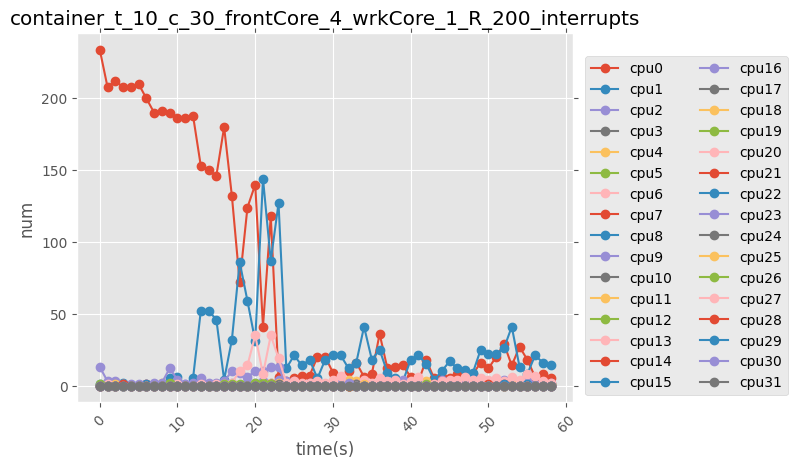 container_t_10_c_30_frontCore_4_wrkCore_1_R_200_interrupts
num
200
150
100
50
0
0 10 20 30 40 50 60
time(s)
cpu0 cpu16
cpu1 cpu17
cpu2 cpu18
cpu3 cpu19
cpu4 cpu20
cpu5 cpu21
cpu6 cpu22
cpu7 cpu23
cpu8 cpu24
cpu9 cpu25
cpu10 cpu26
cpu11 cpu27
cpu12 cpu28
cpu13 cpu29
cpu14 cpu30
cpu15 cpu31